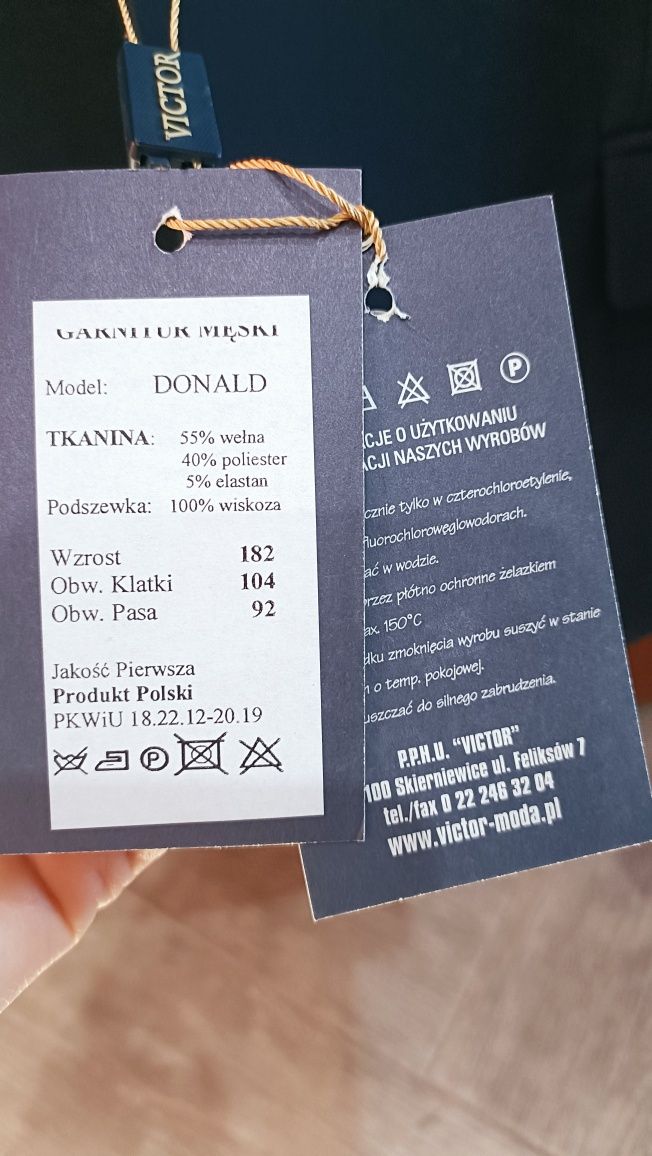 VICTOR
GARNITUR MĘSKI
Model: DONALD
TKANINA: 55% wełna
40% poliester
5% elastan
Podszewka: 100% wiskoza
Wzrost 182
Obw. Klatki 104
Obw. Pasa 92
Jakość Pierwsza
Produkt Polski
PKWiU 18.22.12-20.19
P
P
CJE O UŻYTKOWANIU
ACJI NASZYCH WYROBÓW
cznie tylko w czterochloroetylenie,
fluorochlorowęglowodorach.
ać w wodzie.
rzez płótno ochronne żelazkiem
ax. 150°C
dku zmoknięcia wyrobu suszyć w stanie
o temp. pokojowej.
uszczać do silnego zabrudzenia.
P.P.H.U. "VICTOR"
100 Skierniewice ul. Feliksów 7
tel./fax 0 22 246 32 04
www.victor-moda.pl